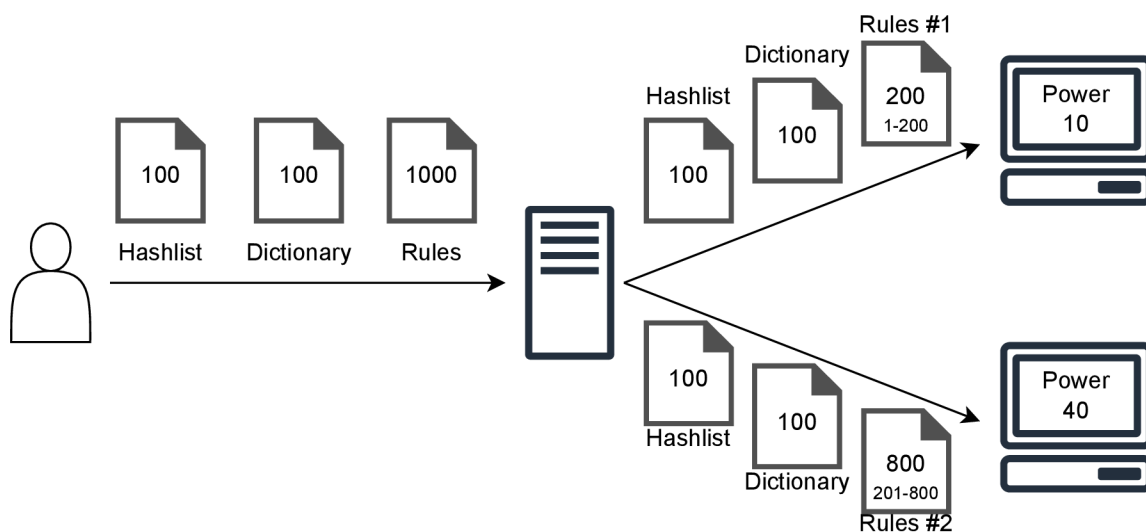 100
Hashlist
100
Dictionary
1000
Rules
Hashlist
100
Dictionary
100
Rules #1
200
1-200
Power
10
100
Hashlist
100
Dictionary
800
201-800
Rules #2
Power
40